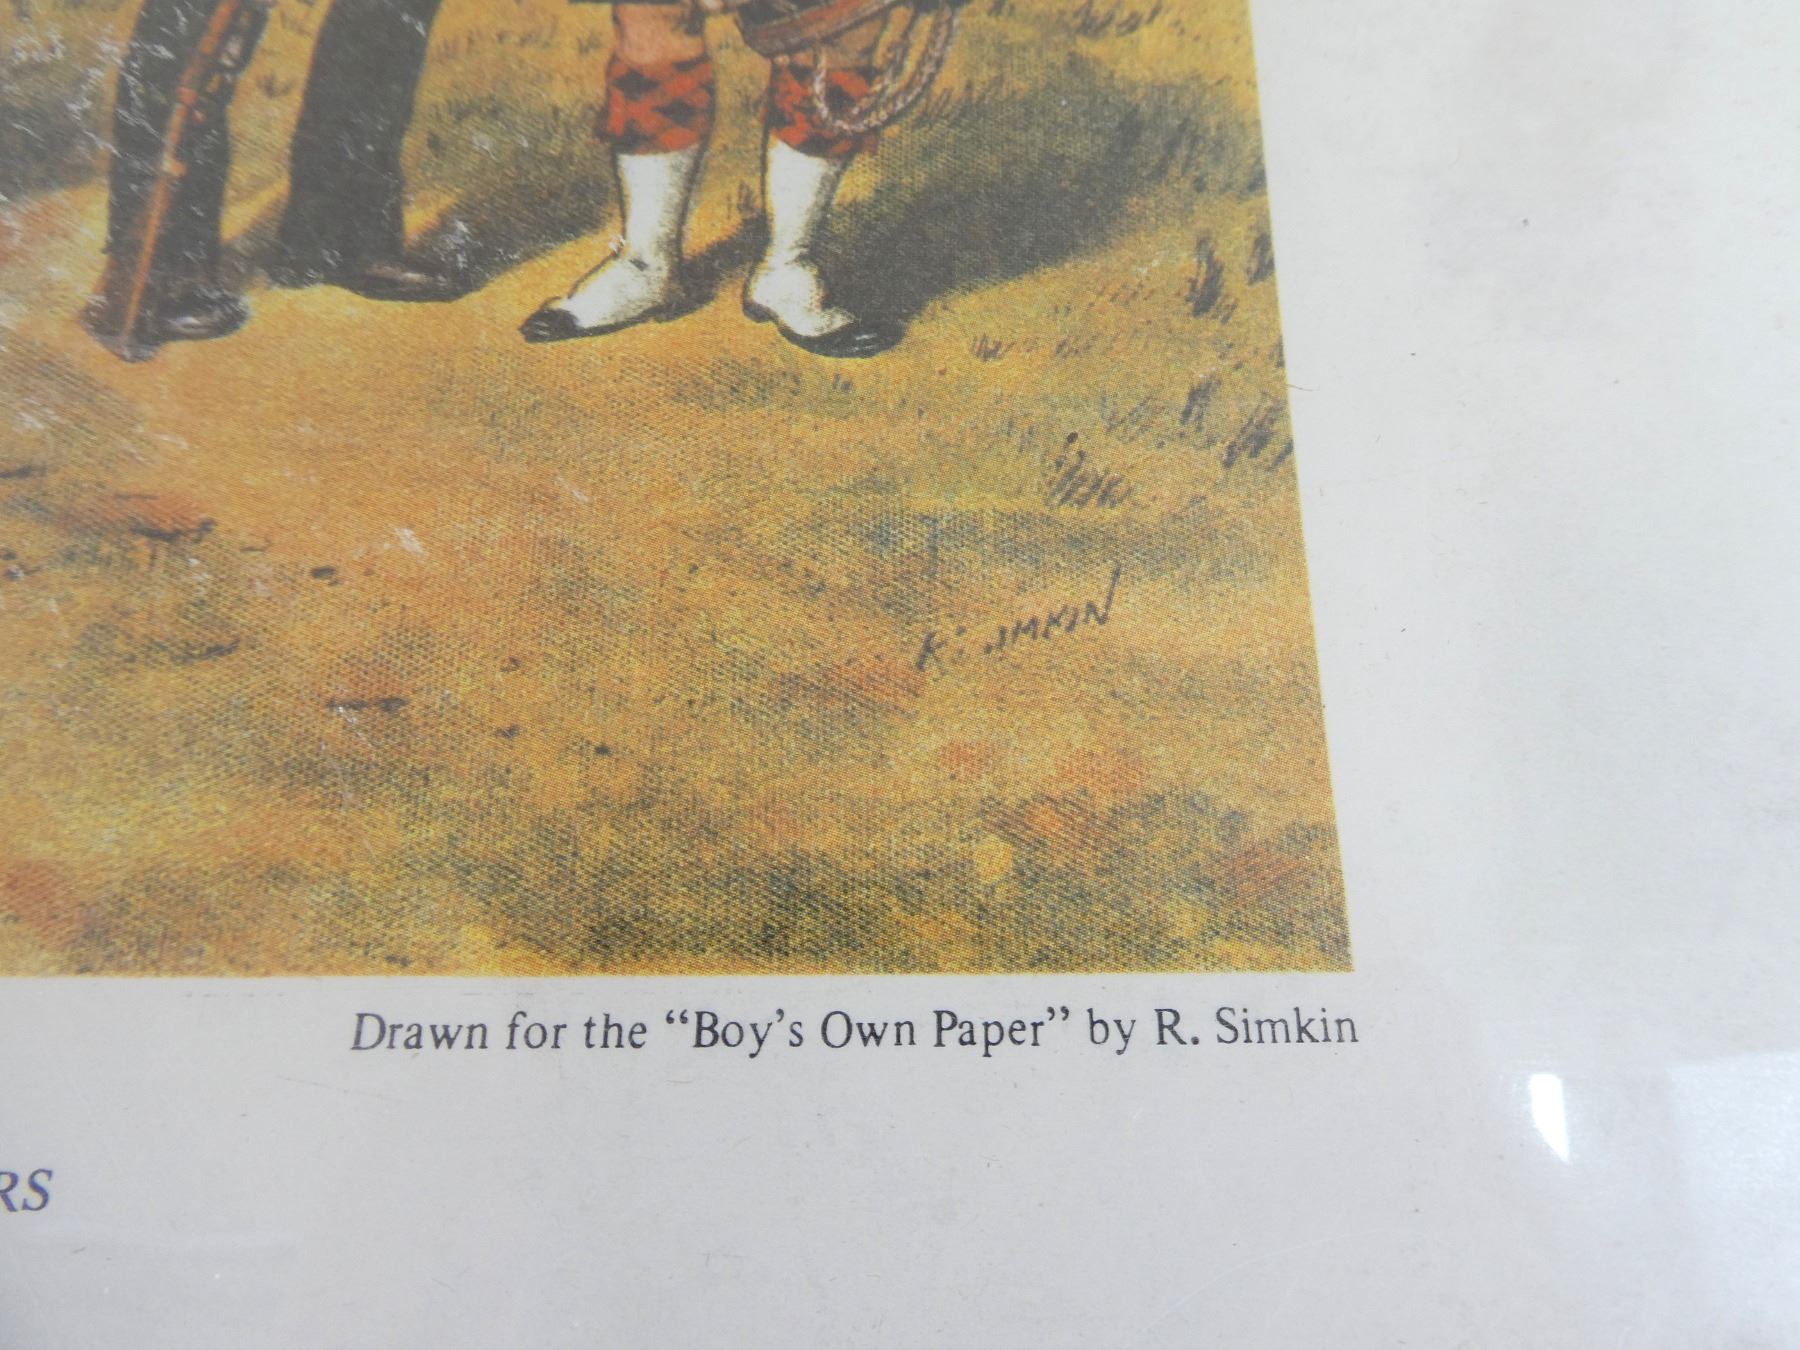 R. SIMKIN
Drawn for the “Boy’s Own Paper” by R. Simkin
RS